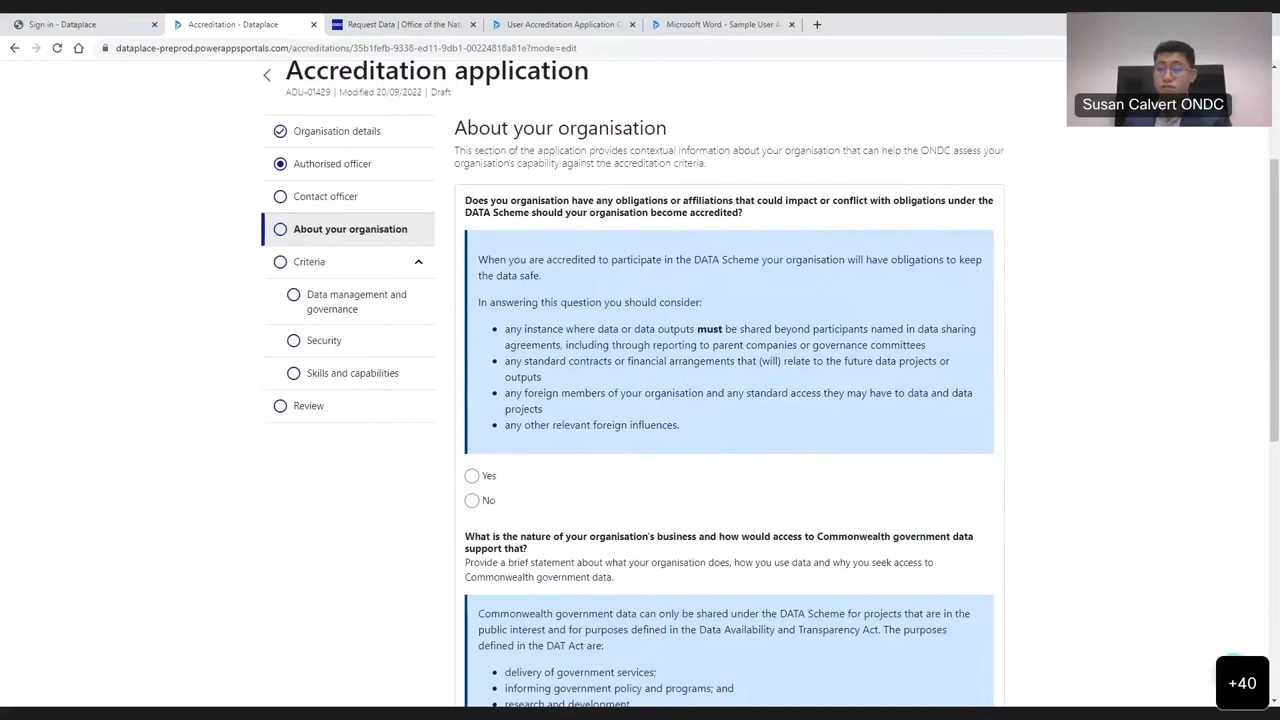 Sign in - Dataplace
Accreditation - Dataplace
Request Data | Office of the Nati
User Accreditation Application G
Microsoft Word - Sample User A
dataplace-preprod.powerappsportals.com/accreditations/35b1fefb-9338-ed11-9db1-00224818a81e?mode=edit
Susan Calvert ONDC
Accreditation application
ADU-01429 | Modified 20/09/2022 | Draft
Organisation details
Authorised officer
Contact officer
About your organisation
Criteria
Data management and
governance
Security
Skills and capabilities
Review
About your organisation
This section of the application provides contextual information about your organisation that can help the ONDC assess your
organisation's capability against the accreditation criteria.
Does you organisation have any obligations or affiliations that could impact or conflict with obligations under the
DATA Scheme should your organisation become accredited?
When you are accredited to participate in the DATA Scheme your organisation will have obligations to keep
the data safe.
In answering this question you should consider:
• any instance where data or data outputs must be shared beyond participants named in data sharing
agreements, including through reporting to parent companies or governance committees
• any standard contracts or financial arrangements that (will) relate to the future data projects or
outputs
• any foreign members of your organisation and any standard access they may have to data and data
projects
• any other relevant foreign influences.
Yes
No
What is the nature of your organisation's business and how would access to Commonwealth government data
support that?
Provide a brief statement about what your organisation does, how you use data and why you seek access to
Commonwealth government data.
Commonwealth government data can only be shared under the DATA Scheme for projects that are in the
public interest and for purposes defined in the Data Availability and Transparency Act. The purposes
defined in the DAT Act are:
• delivery of government services;
• informing government policy and programs; and
• research and development
+40